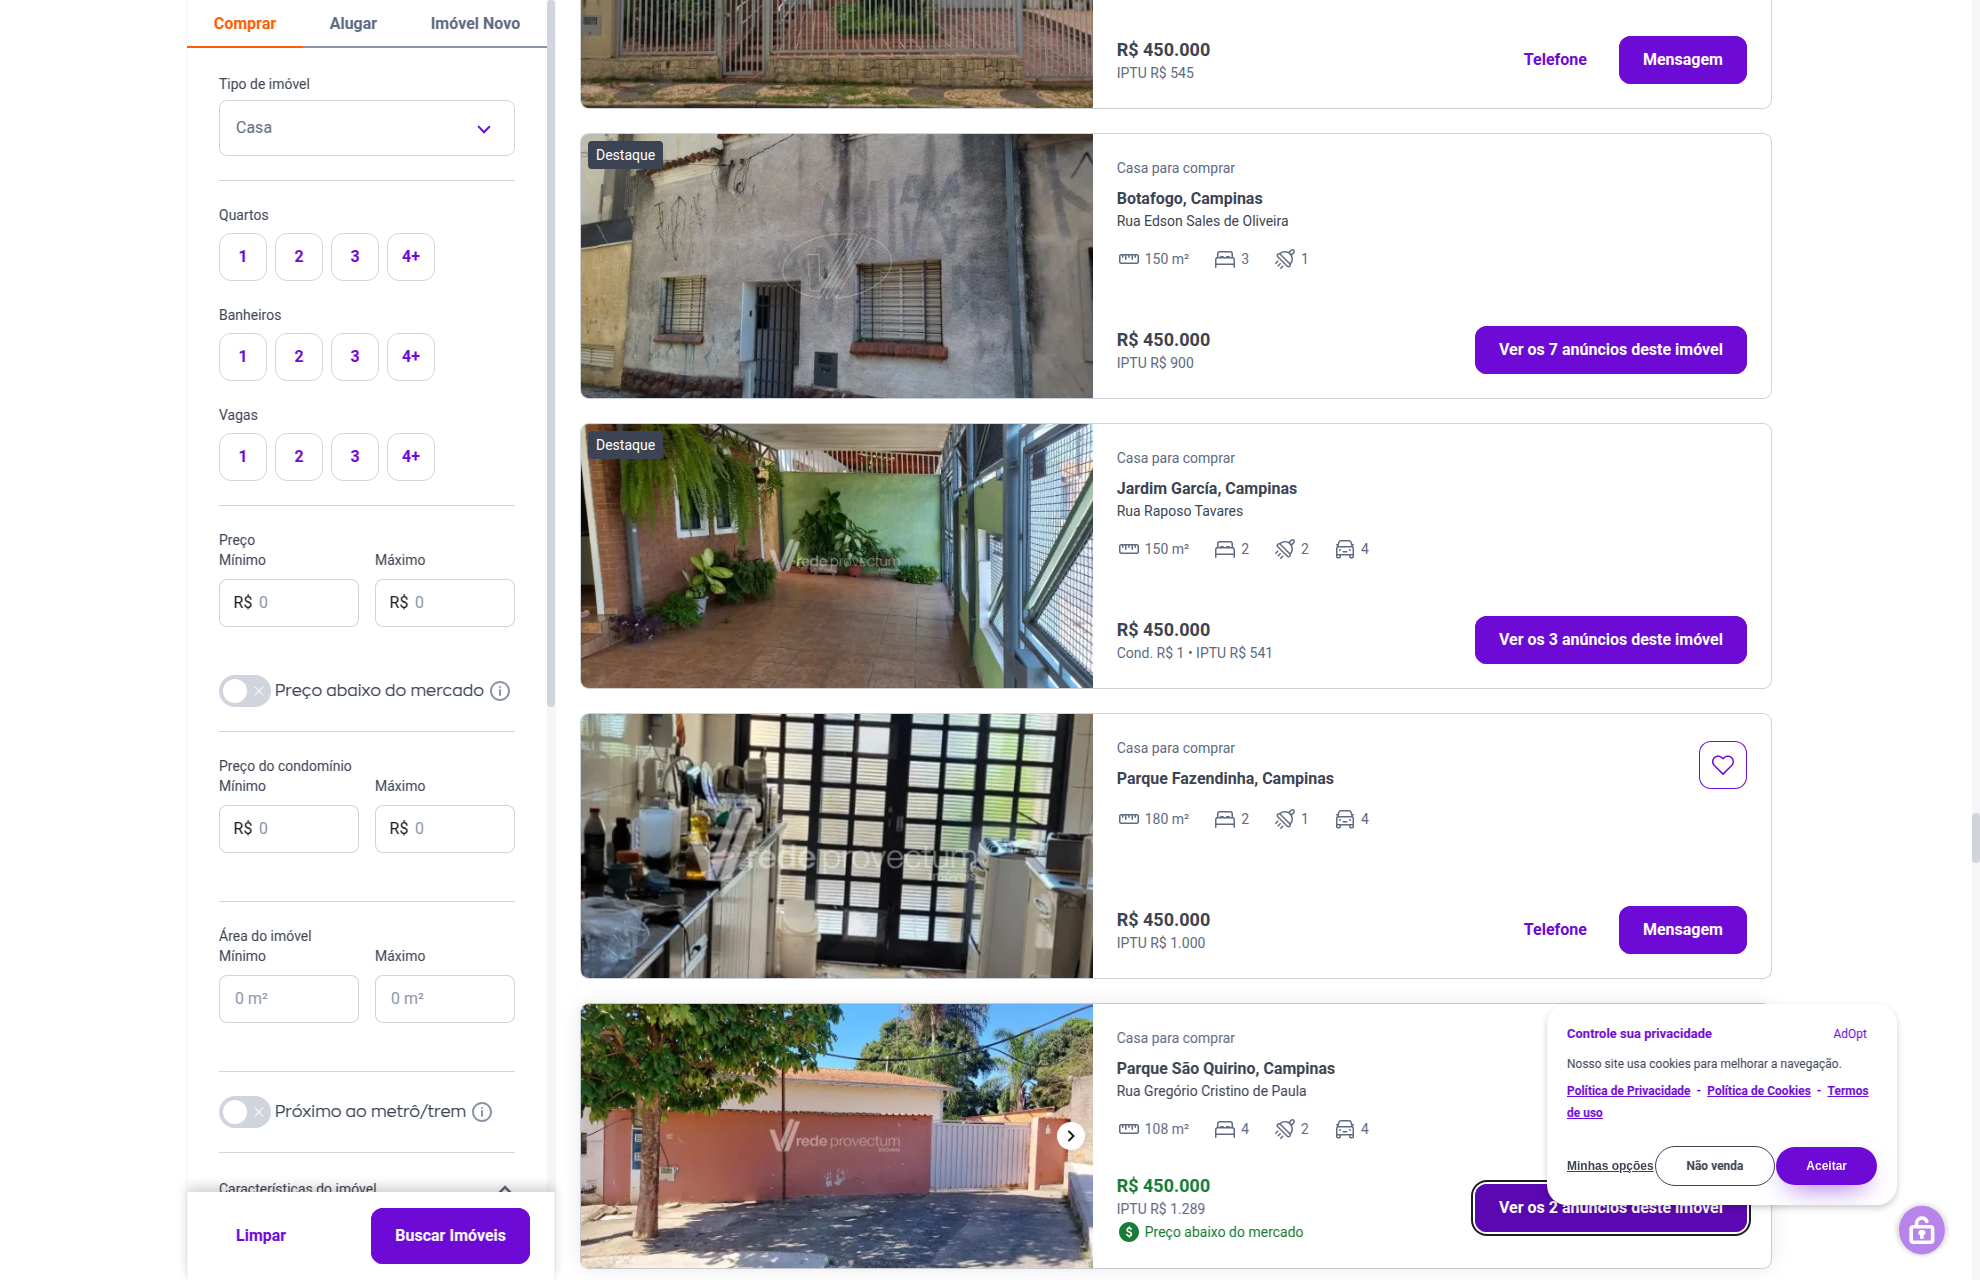 Comprar
Alugar
Imóvel Novo
Tipo de imóvel
Casa
Quartos
1
2
3
4+
Banheiros
1
2
3
4+
Vagas
1
2
3
4+
Preço
Mínimo
Máximo
R$ 0
R$ 0
Preço abaixo do mercado
Preço do condomínio
Mínimo
Máximo
R$ 0
R$ 0
Área do imóvel
Mínimo
Máximo
0 m²
0 m²
Próximo ao metrô/trem
Características do imóvel
Limpar
Buscar Imóveis
R$ 450.000
IPTU R$ 545
Telefone
Mensagem
Destaque
Casa para comprar
Botafogo, Campinas
Rua Edson Sales de Oliveira
150 m²
3
1
R$ 450.000
IPTU R$ 900
Ver os 7 anúncios deste imóvel
Destaque
rede provectum
Casa para comprar
Jardim García, Campinas
Rua Raposo Tavares
150 m²
2
2
4
R$ 450.000
Cond. R$ 1 • IPTU R$ 541
Ver os 3 anúncios deste imóvel
rede provectum
Casa para comprar
Parque Fazendinha, Campinas
180 m²
2
1
4
R$ 450.000
IPTU R$ 1.000
Telefone
Mensagem
rede provectum
Casa para comprar
Parque São Quirino, Campinas
Rua Gregório Cristino de Paula
108 m²
4
2
4
R$ 450.000
IPTU R$ 1.289
Preço abaixo do mercado
Ver os 2 anúncios deste imóvel
Controle sua privacidade
AdOpt
Nosso site usa cookies para melhorar a navegação.
Política de Privacidade - Política de Cookies - Termos
de uso
Minhas opções
Não venda
Aceitar